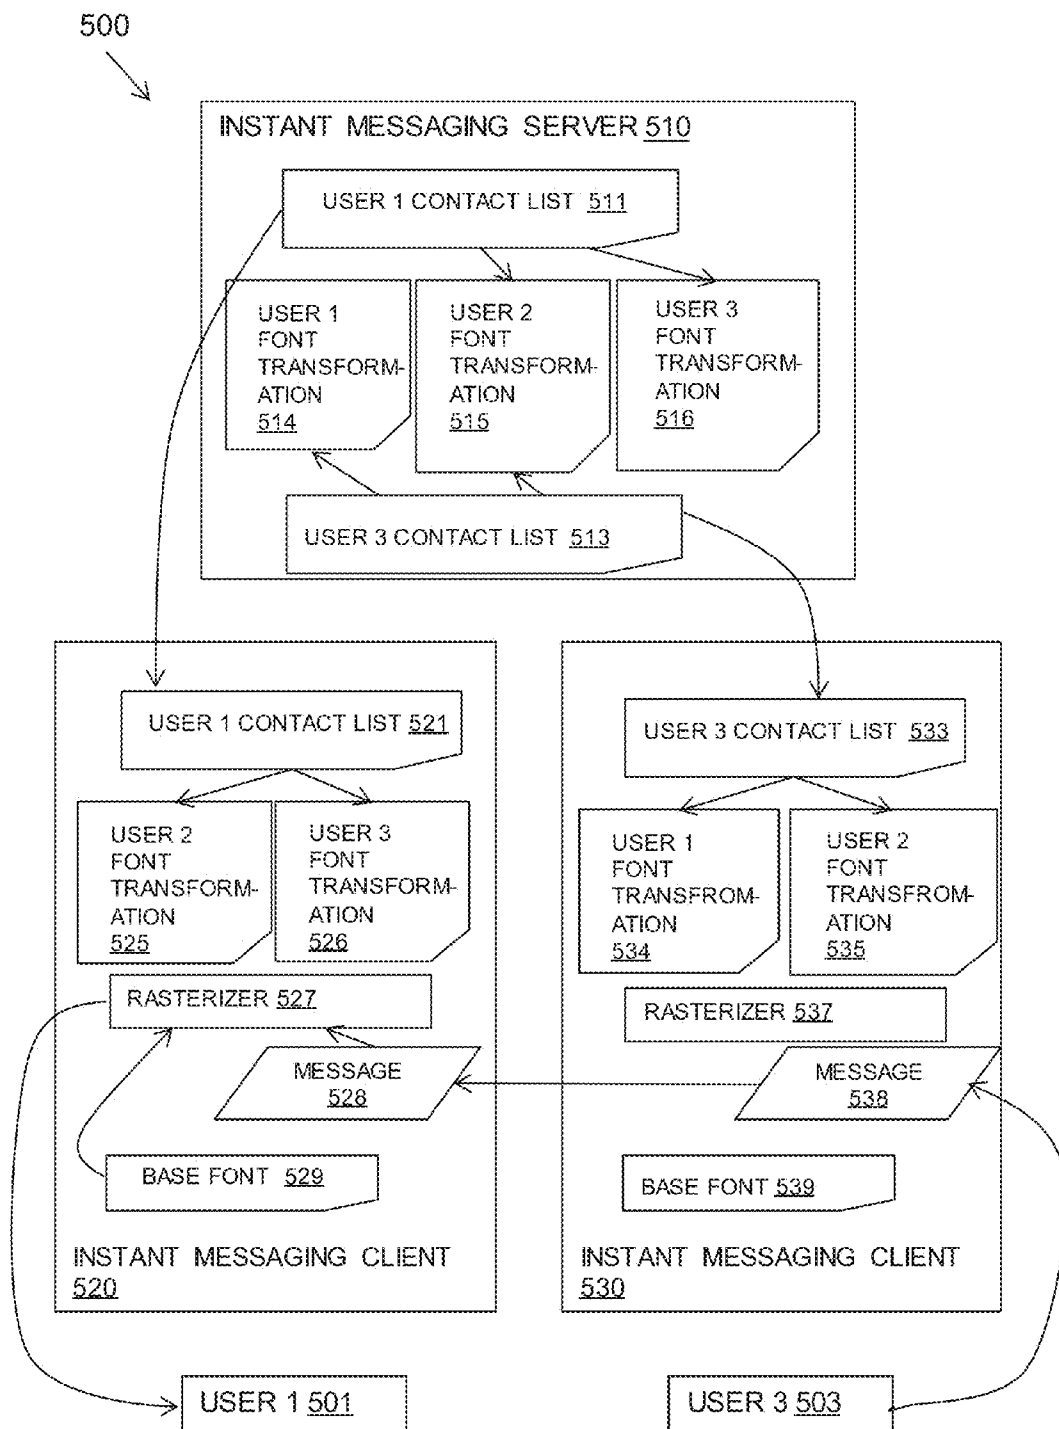 500
INSTANT MESSAGING SERVER 510
USER 1 CONTACT LIST 511
USER 1
FONT
TRANSFORM-
ATION
514
USER 2
FONT
TRANSFORM-
ATION
515
USER 3
FONT
TRANSFORM-
ATION
516
USER 3 CONTACT LIST 513
USER 1 CONTACT LIST 521
USER 2
FONT
TRANSFORM-
ATION
525
USER 3
FONT
TRANSFORM-
ATION
526
RASTERIZER 527
MESSAGE
528
BASE FONT 529
INSTANT MESSAGING CLIENT
520
USER 3 CONTACT LIST 533
USER 1
FONT
TRANSFROM-
ATION
534
USER 2
FONT
TRANSFROM-
ATION
535
RASTERIZER 537
MESSAGE
538
BASE FONT 539
INSTANT MESSAGING CLIENT
530
USER 1 501
USER 3 503